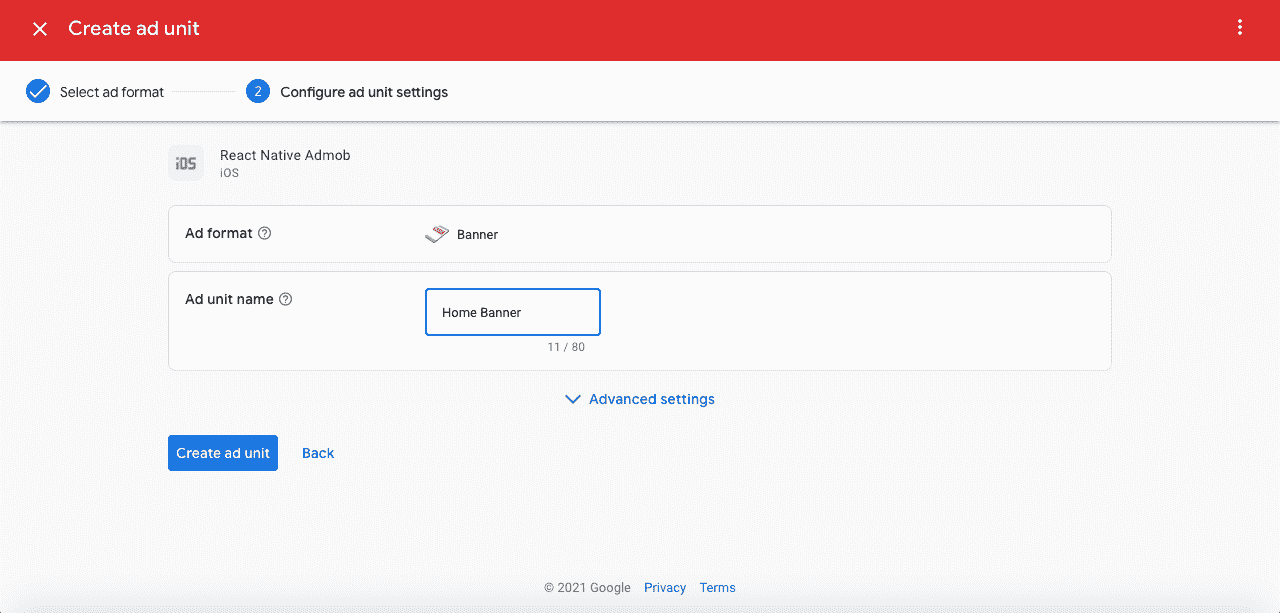 Create ad unit
Select ad format
2 Configure ad unit settings
iOS
React Native Admob
iOS
Ad format
Banner
Ad unit name
Home Banner
11 / 80
Advanced settings
Create ad unit Back
© 2021 Google Privacy Terms